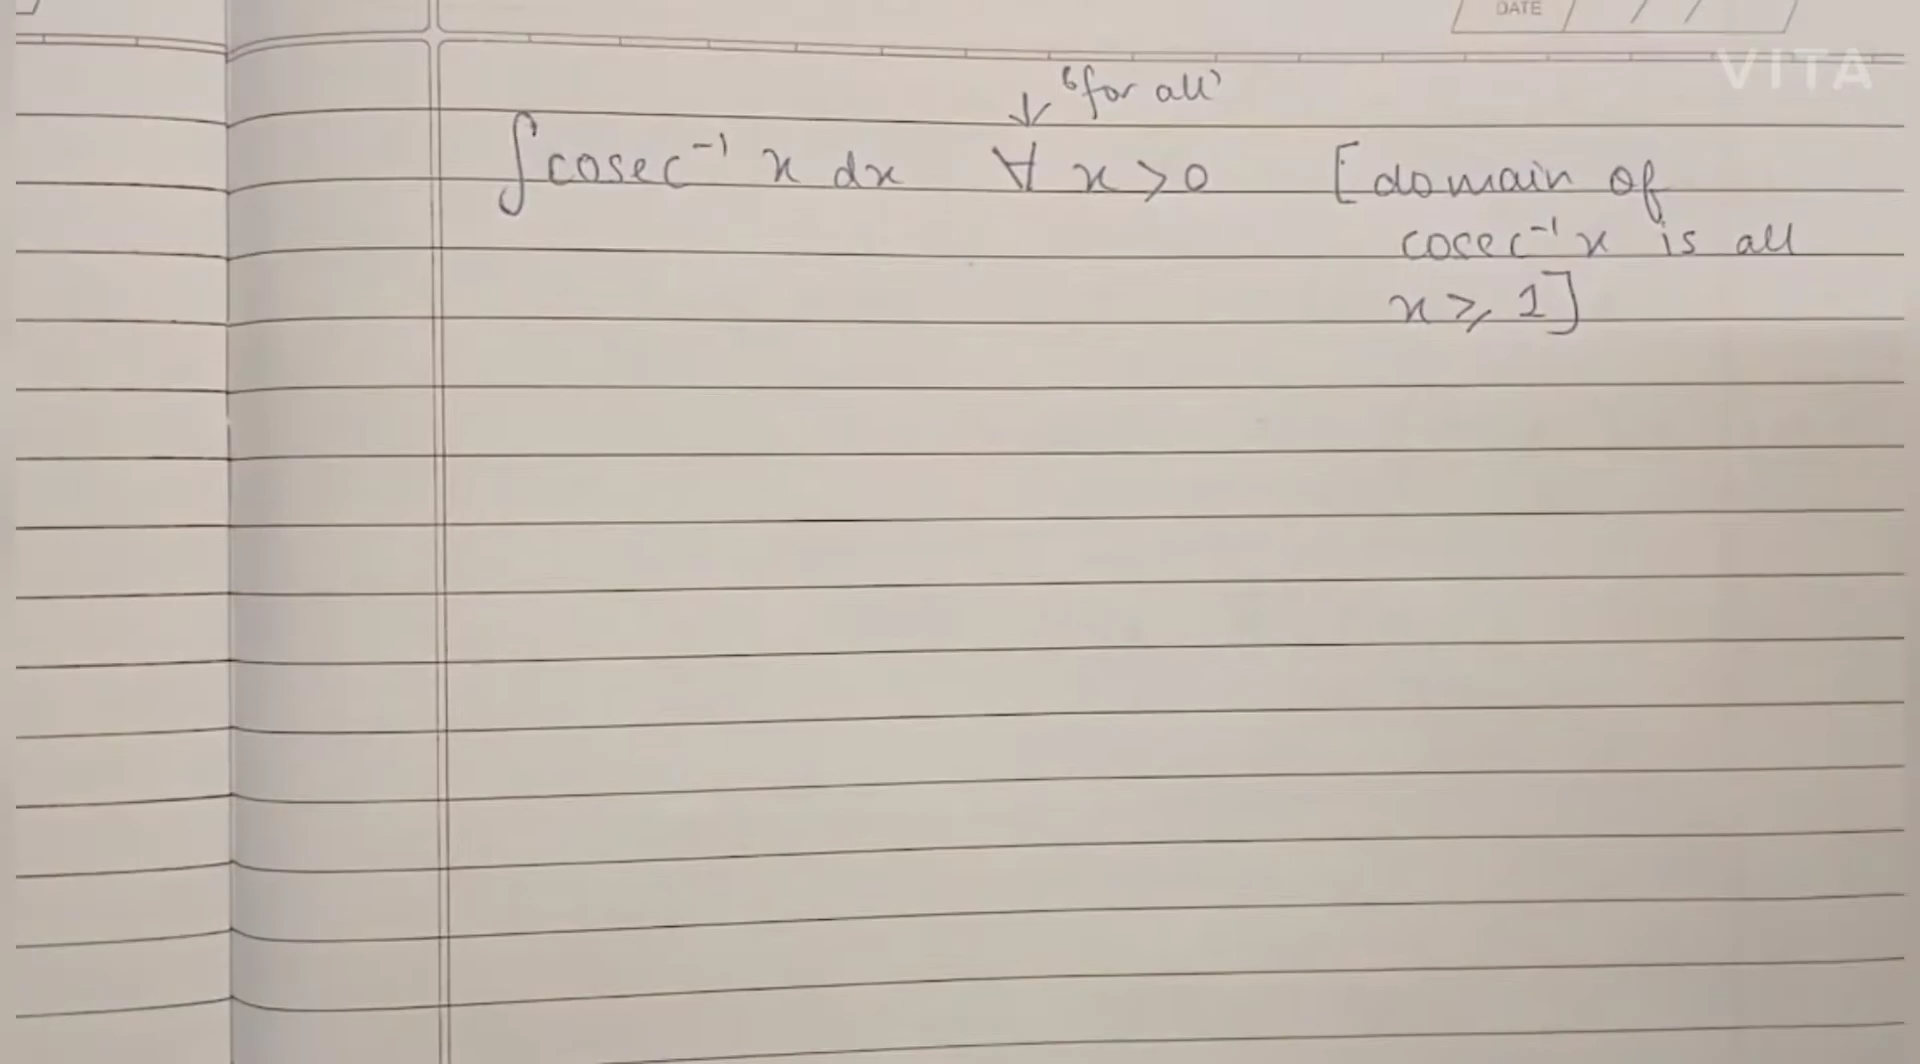 DATE / /
VITA
"for all"
∫cosec⁻¹ x dx ∀ x > 0 [domain of
cosec⁻¹ x is all
x ⩾ 1]